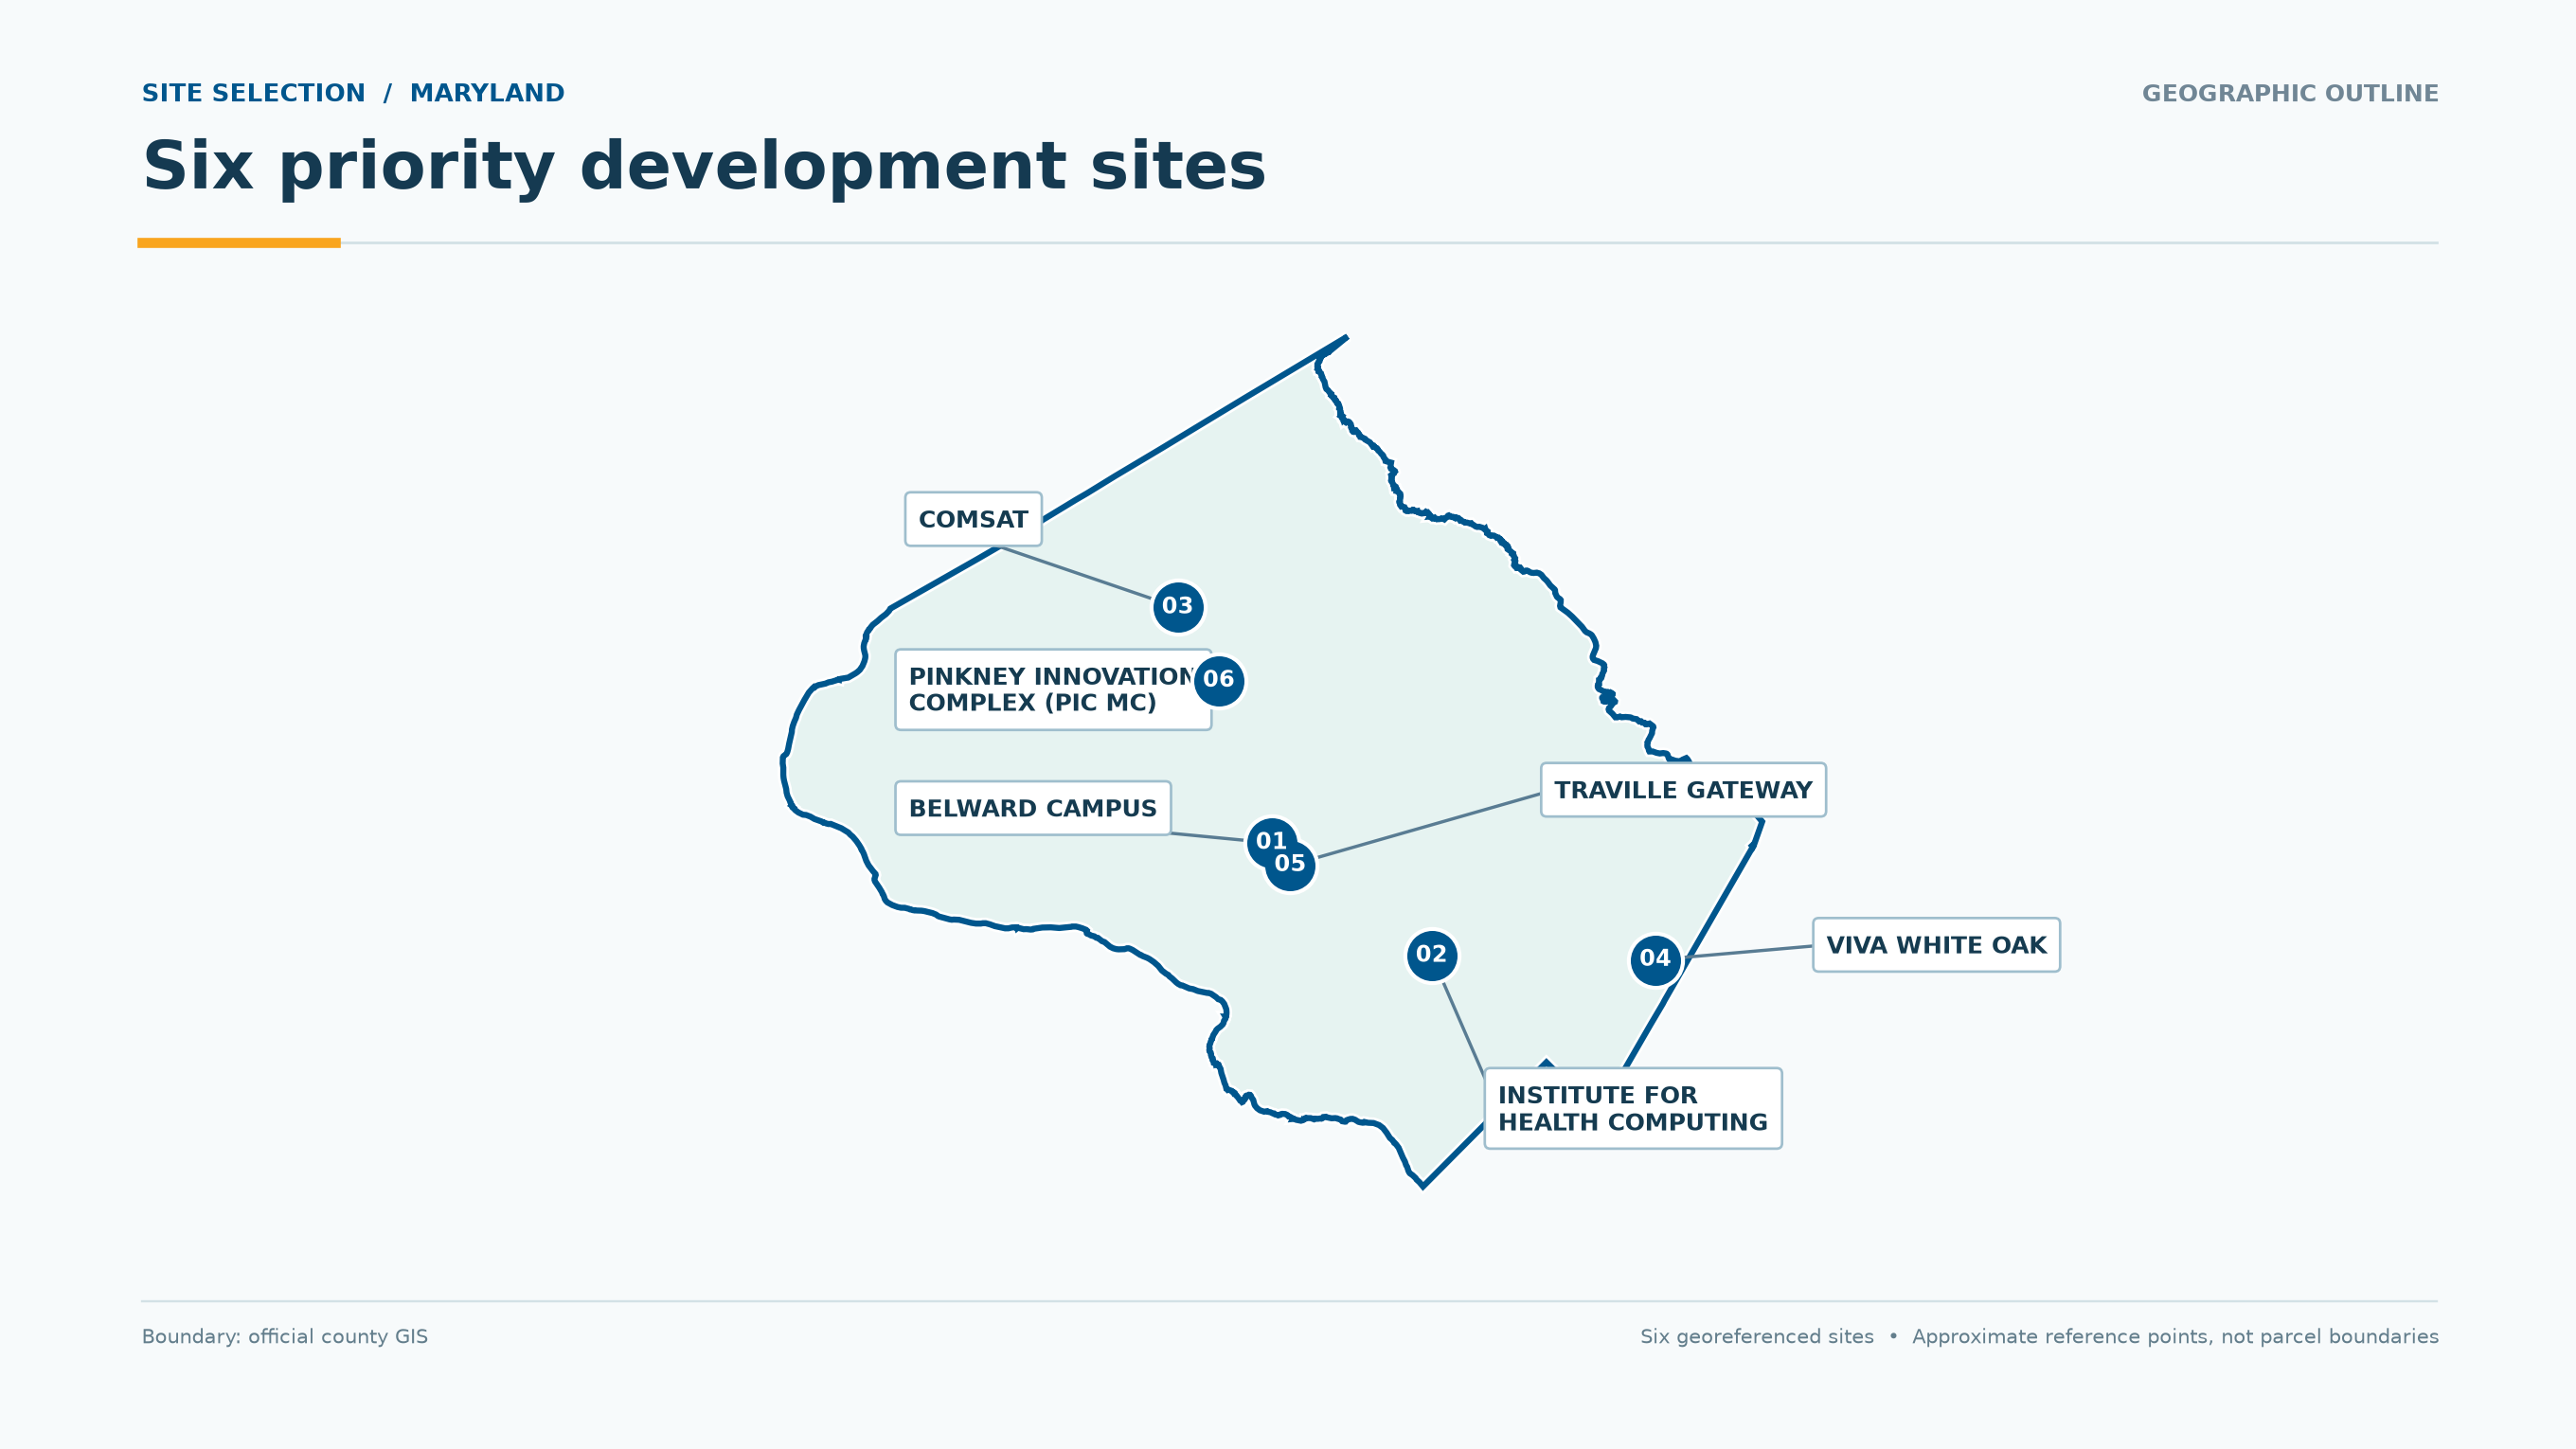 SITE SELECTION / MARYLAND
GEOGRAPHIC OUTLINE
Six priority development sites
COMSAT
03
PINKNEY INNOVATION
COMPLEX (PIC MC)
06
BELWARD CAMPUS
01
05
TRAVILLE GATEWAY
02
04
VIVA WHITE OAK
INSTITUTE FOR
HEALTH COMPUTING
Boundary: official county GIS
Six georeferenced sites • Approximate reference points, not parcel boundaries